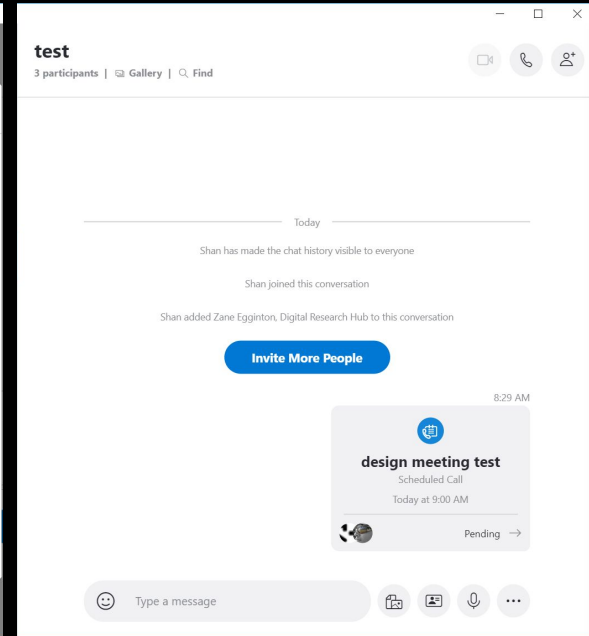 test
3 participants | Gallery | Find
Today
Shan has made the chat history visible to everyone
Shan joined this conversation
Shan added Zane Egginton, Digital Research Hub to this conversation
Invite More People
8:29 AM
design meeting test
Scheduled Call
Today at 9:00 AM
Pending
Type a message